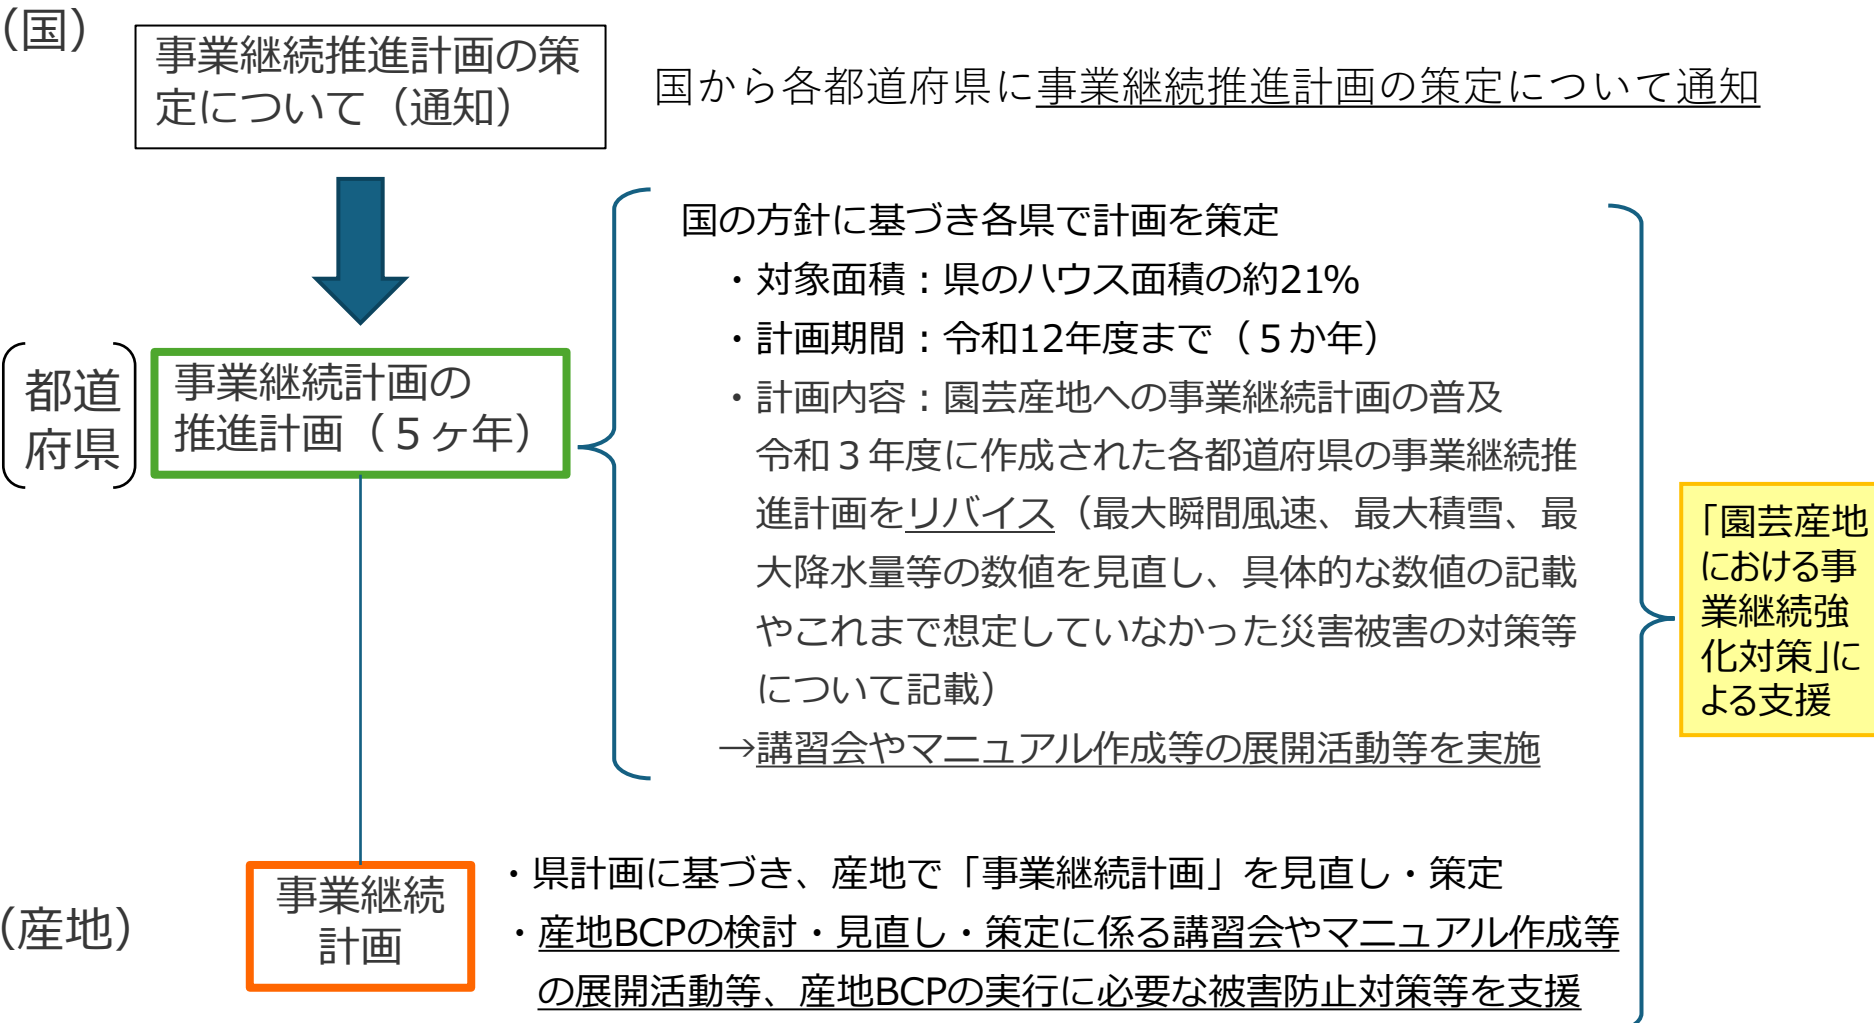 （国）
事業継続推進計画の策
定について（通知）
国から各都道府県に事業継続推進計画の策定について通知
国の方針に基づき各県で計画を策定
・対象面積：県のハウス面積の約21%
・計画期間：令和12年度まで（５か年）
・計画内容：園芸産地への事業継続計画の普及
令和３年度に作成された各都道府県の事業継続推
進計画をリバイス（最大瞬間風速、最大積雪、最
大降水量等の数値を見直し、具体的な数値の記載
やこれまで想定していなかった災害被害の対策等
について記載）
→講習会やマニュアル作成等の展開活動等を実施
都道
府県
事業継続計画の
推進計画（５ヶ年）
「園芸産地
における事
業継続強
化対策」に
よる支援
（産地）
事業継続
計画
・県計画に基づき、産地で「事業継続計画」を見直し・策定
・産地BCPの検討・見直し・策定に係る講習会やマニュアル作成等
の展開活動等、産地BCPの実行に必要な被害防止対策等を支援